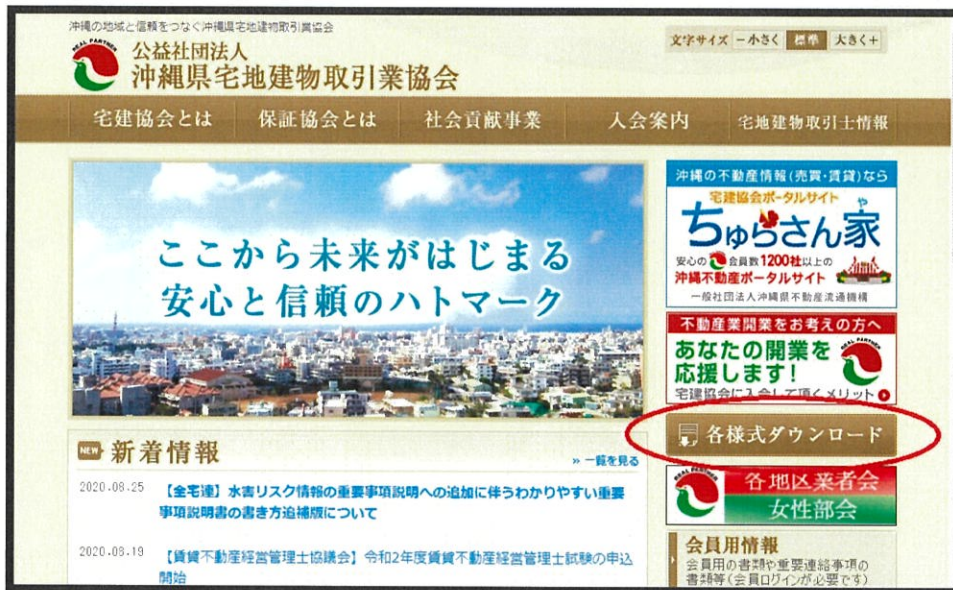 沖縄の地域と信頼をつなぐ沖縄県宅地建物取引業協会
REAL PARTNER
公益社団法人
沖縄県宅地建物取引業協会
文字サイズ －小さく 標準 大きく＋
宅建協会とは 保証協会とは 社会貢献事業 入会案内 宅地建物取引士情報
ここから未来がはじまる
安心と信頼のハトマーク
沖縄の不動産情報(売買・賃貸)なら
宅建協会ポータルサイト
ちゅらさん家
や
安心の 会員数1200社以上の
沖縄不動産ポータルサイト
一般社団法人沖縄県不動産流通機構
不動産業開業をお考えの方へ
あなたの開業を
応援します!
REAL PARTNER
宅建協会に入会して頂くメリット
各様式ダウンロード
REAL PARTNER
各地区業者会
女性部会
会員用情報
会員用の書類や重要連絡事項の
書類等(会員ログインが必要です)
NEW 新着情報
» 一覧を見る
2020.08.25 【全宅連】水害リスク情報の重要事項説明への追加に伴うわかりやすい重要
事項説明書の書き方追補版について
2020.08.19 【賃貸不動産経営管理士協議会】令和2年度賃貸不動産経営管理士試験の申込
開始